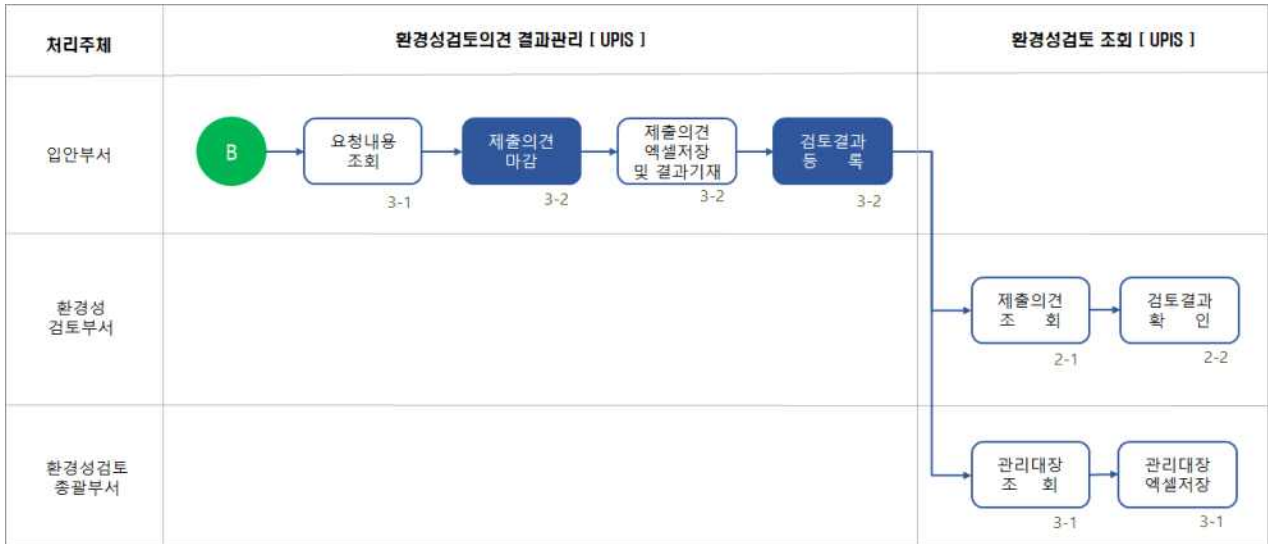 처리주체
환경성검토의견 결과관리 [ UPIS ]
환경성검토 조회 [ UPIS ]
입안부서
B
요청내용
조회
3-1
제출의견
마감
3-2
제출의견
엑셀저장
및 결과기재
3-2
검토결과
등 록
3-2
환경성
검토부서
제출의견
조 회
2-1
검토결과
확 인
2-2
환경성검토
총괄부서
관리대장
조 회
3-1
관리대장
엑셀저장
3-1